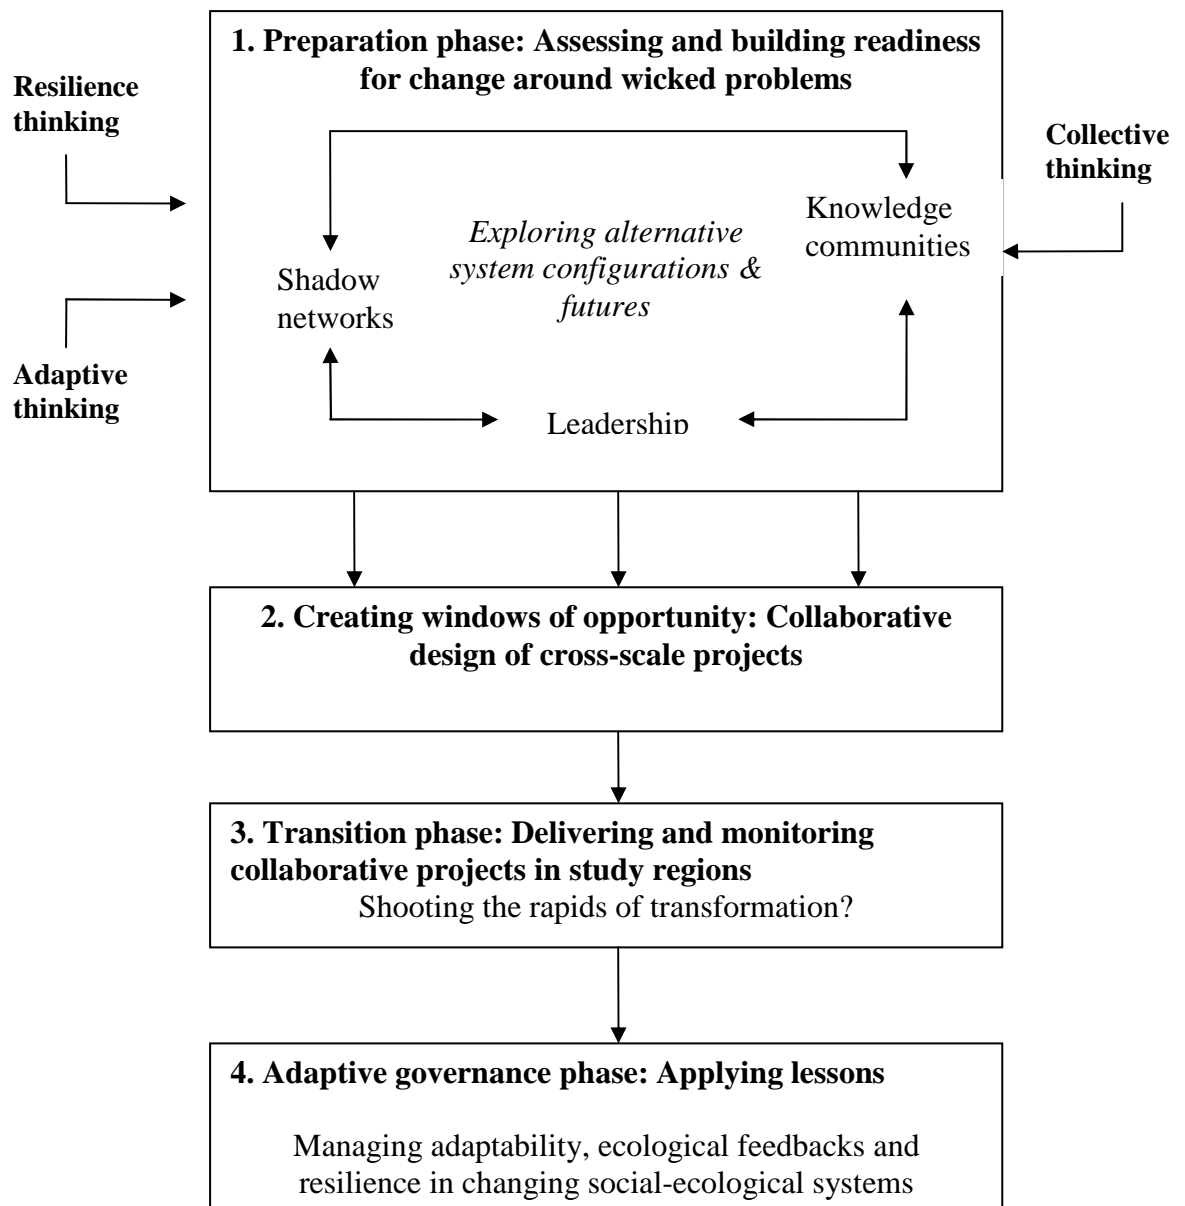 1. Preparation phase: Assessing and building readiness
for change around wicked problems
Resilience
thinking
Collective
thinking
Knowledge
communities
Exploring alternative
system configurations &
futures
Shadow
networks
Adaptive
thinking
Leadership
2. Creating windows of opportunity: Collaborative
design of cross-scale projects
3. Transition phase: Delivering and monitoring
collaborative projects in study regions
Shooting the rapids of transformation?
4. Adaptive governance phase: Applying lessons
Managing adaptability, ecological feedbacks and
resilience in changing social-ecological systems